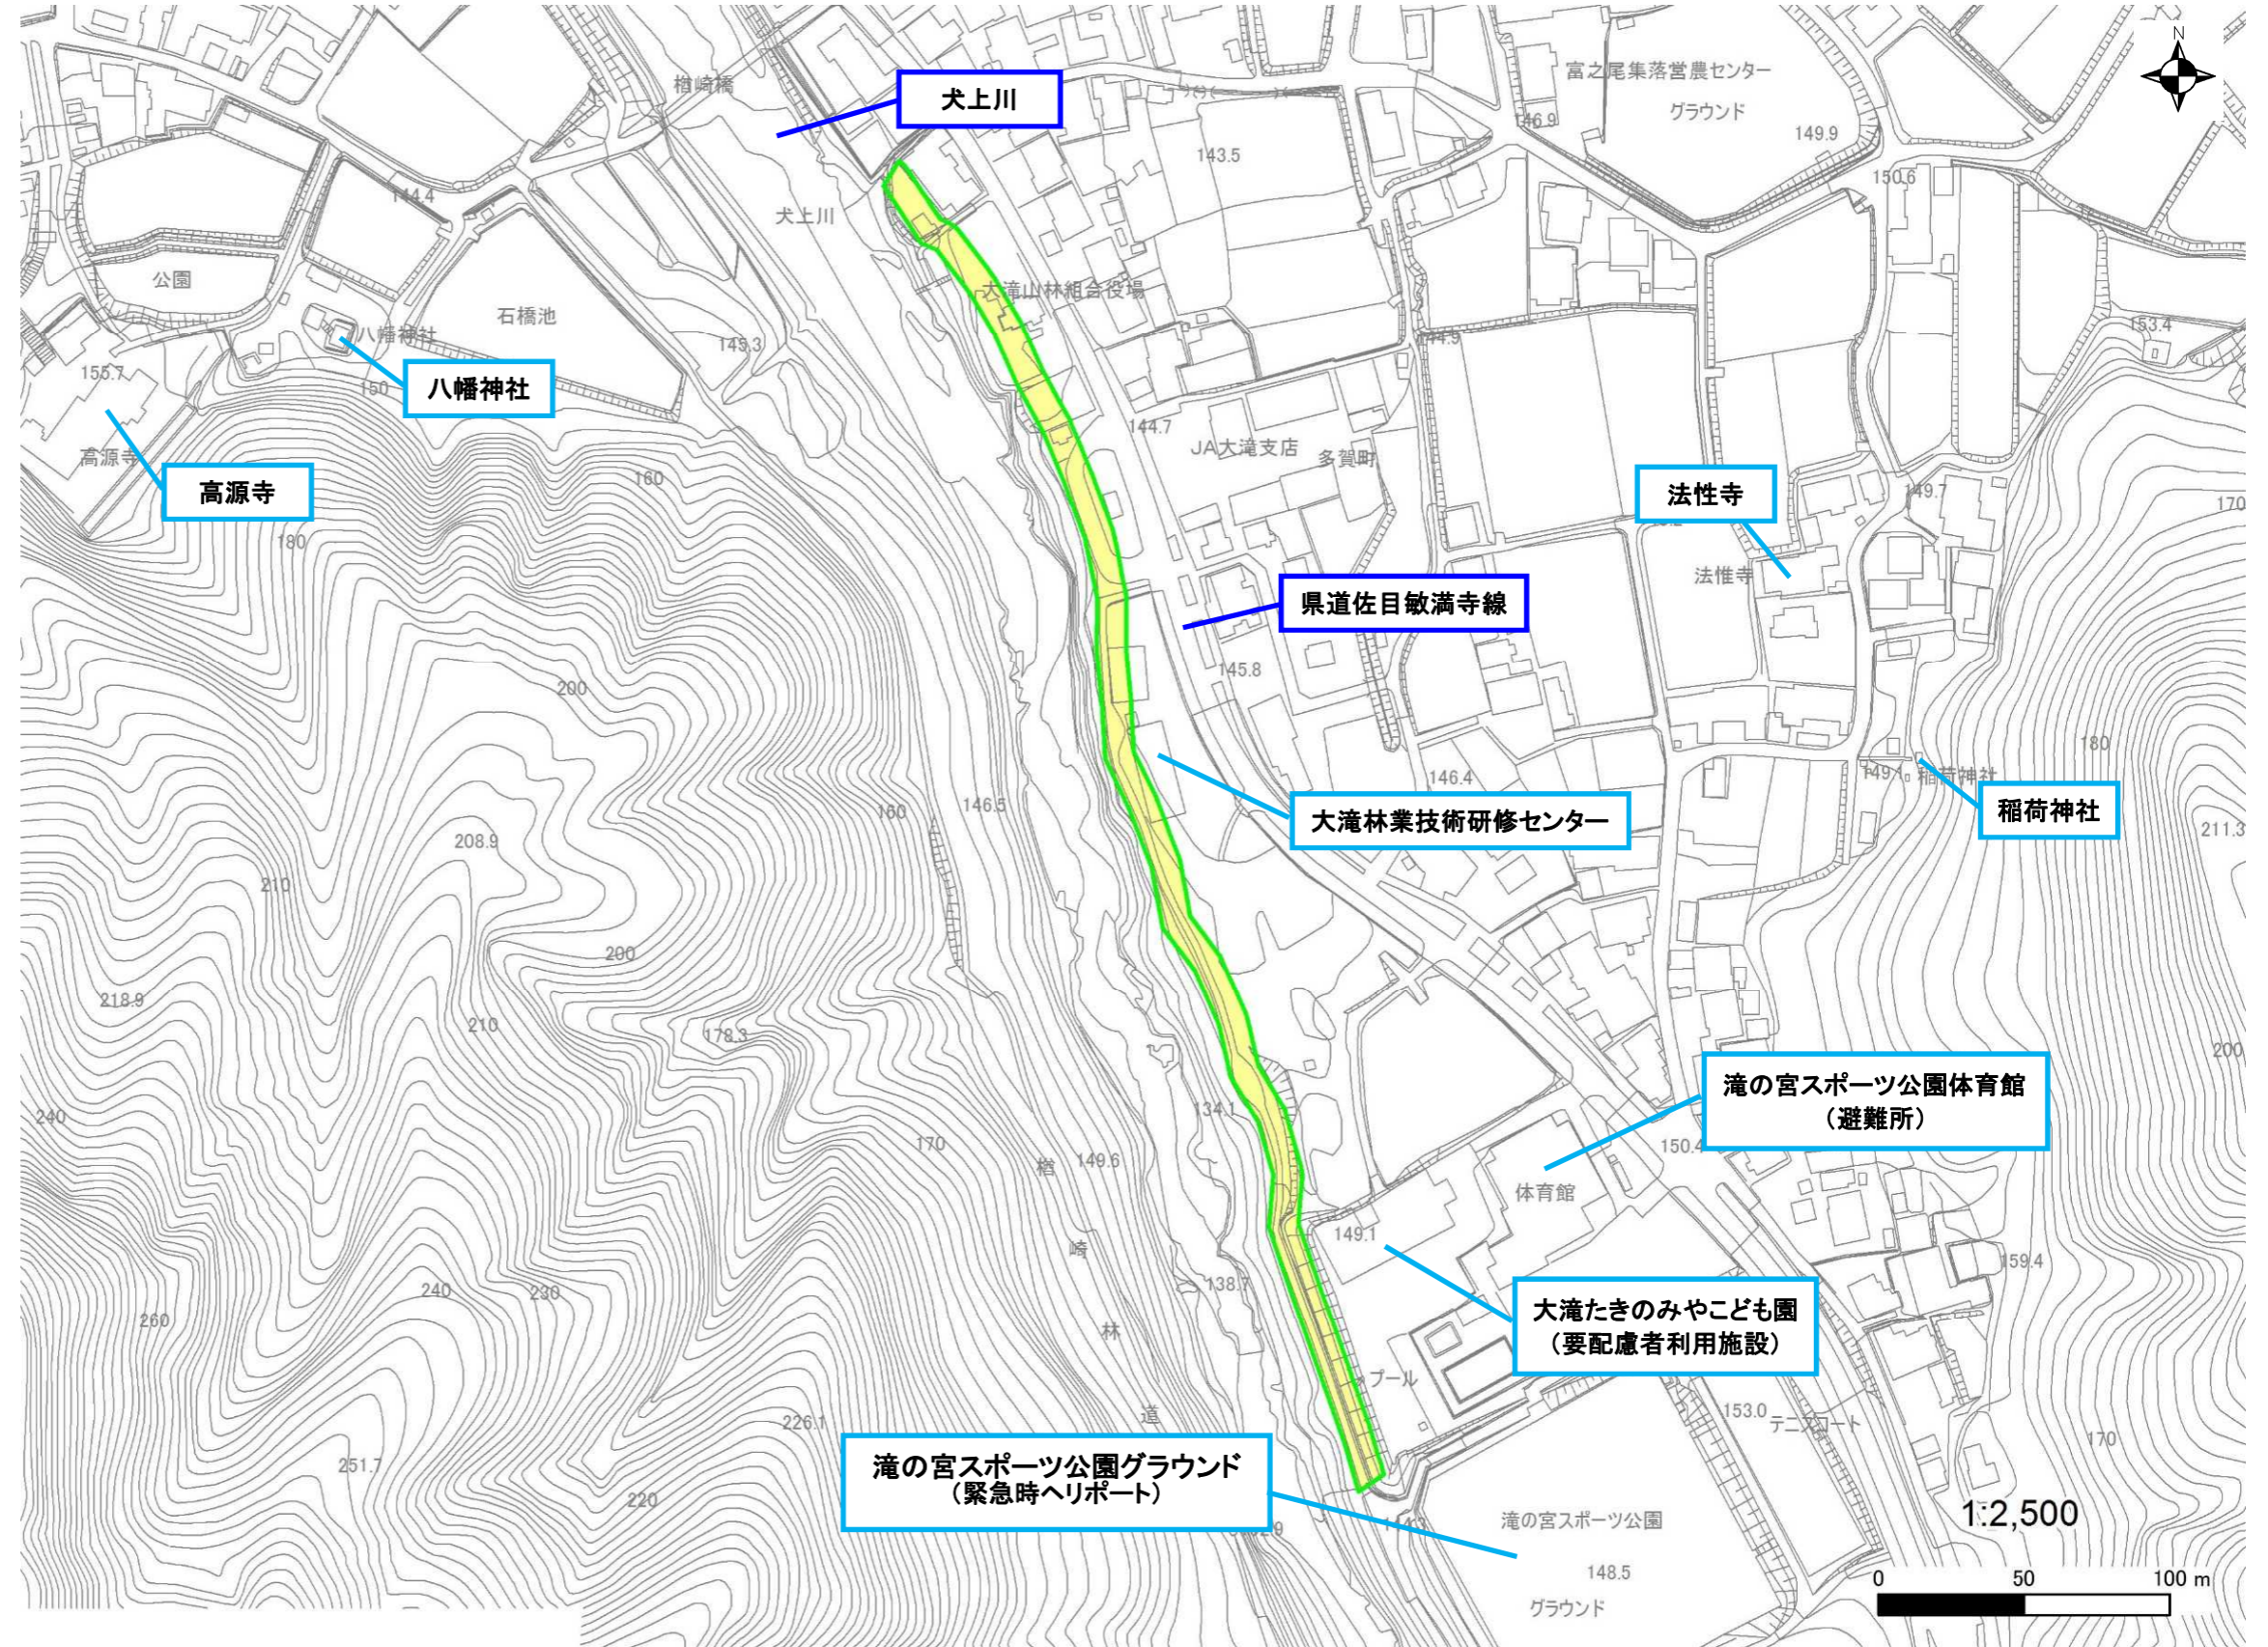 N
楢崎橋
犬上川
富之尾集落営農センター
グラウンド
146.9
149.9
143.5
150.6
144.4
犬上川
公園
大滝山林組合役場
石橋池
八幡神社
145.3
144.9
153.4
155.7
150
八幡神社
144.7
JA大滝支店
多賀町
高源寺
160
高源寺
法性寺
149.7
170
180
法惟寺
県道佐目敏満寺線
145.8
200
180
146.4
149.1
稲荷神社
160
146.5
大滝林業技術研修センター
稲荷神社
211.3
208.9
210
200
218.9
210
178.3
200
滝の宮スポーツ公園体育館
(避難所)
240
134.1
170
150.4
楢
149.6
体育館
149.1
崎
159.4
138.7
240
230
大滝たきのみやこども園
(要配慮者利用施設)
260
林
プール
道
226.1
153.0
テニスコート
170
251.7
滝の宮スポーツ公園グラウンド
(緊急時ヘリポート)
220
1:2,500
滝の宮スポーツ公園
148.5
グラウンド
0
50
100 m